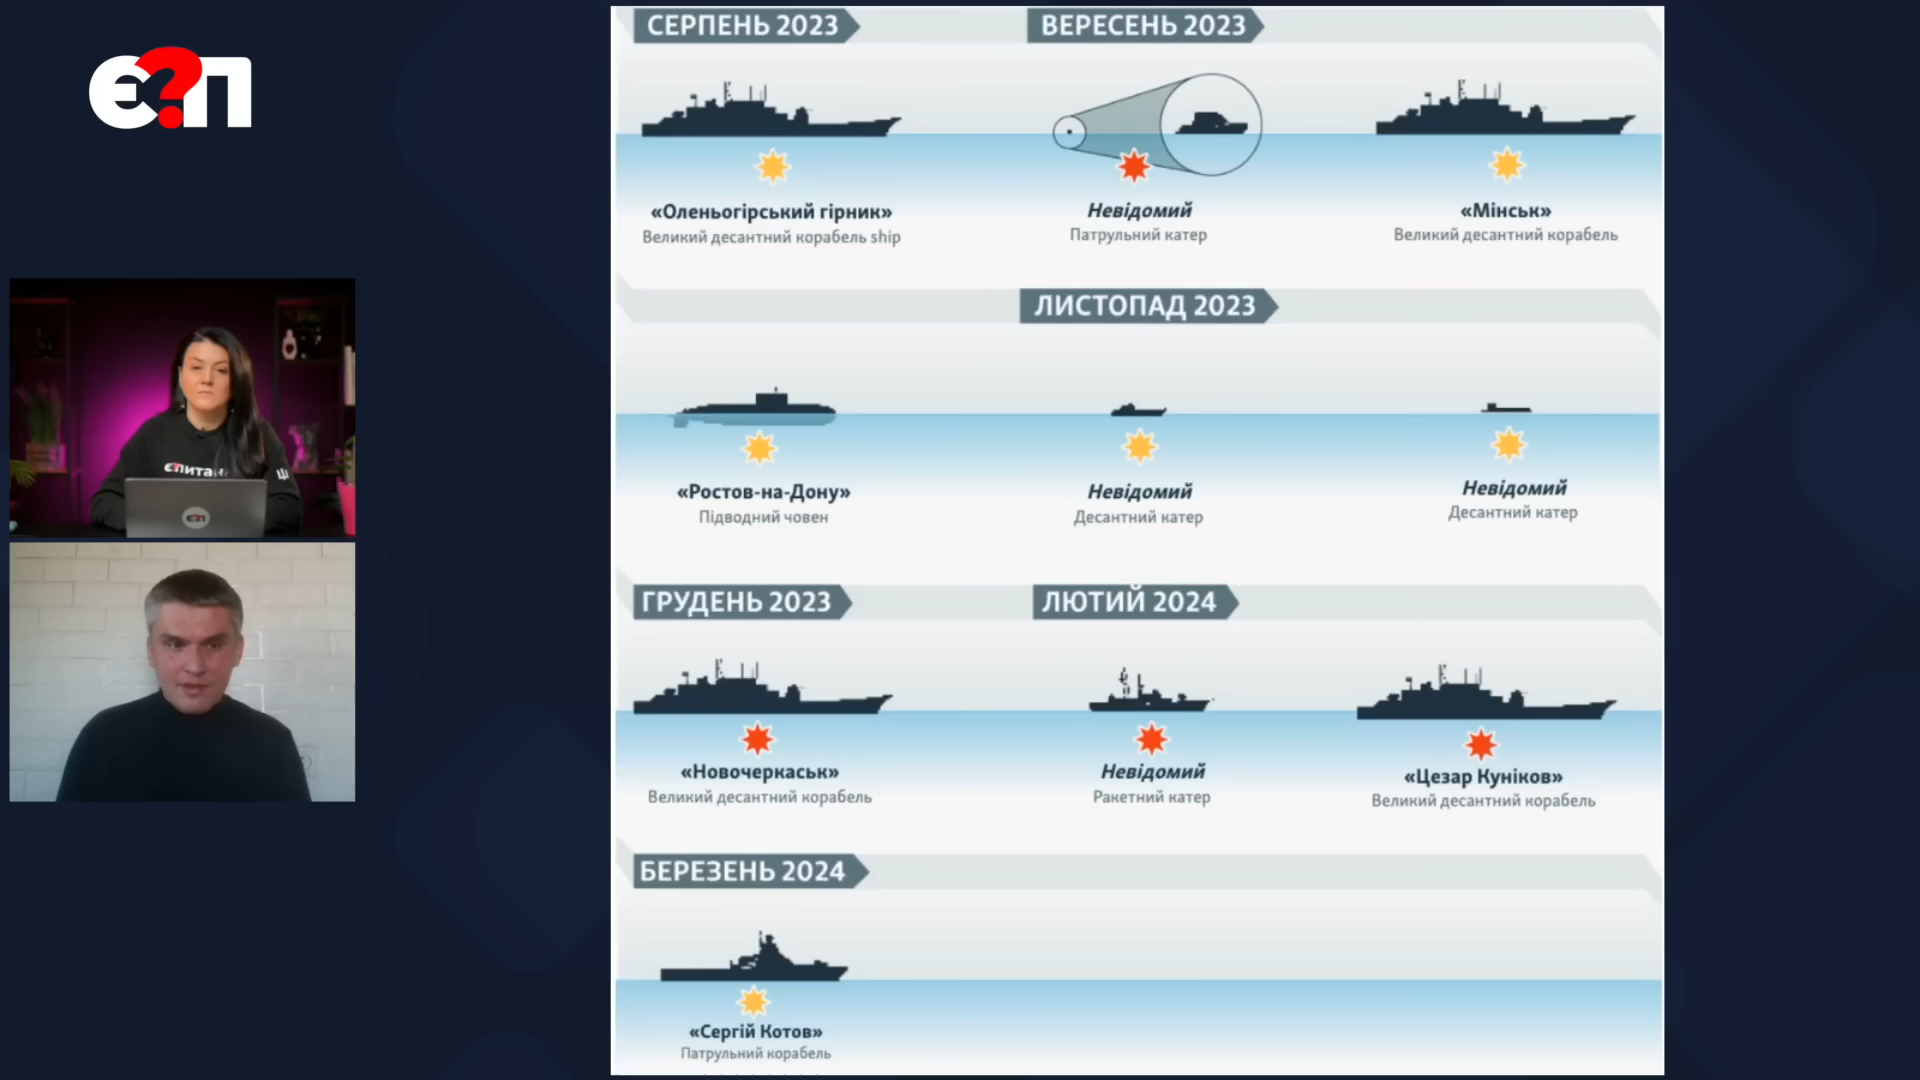 є?п
СЕРПЕНЬ 2023
ВЕРЕСЕНЬ 2023
«Оленьогірський гірник»
Великий десантний корабель ship
Невідомий
Патрульний катер
«Мінськ»
Великий десантний корабель
ЛИСТОПАД 2023
«Ростов-на-Дону»
Підводний човен
Невідомий
Десантний катер
Невідомий
Десантний катер
ГРУДЕНЬ 2023
ЛЮТИЙ 2024
«Новочеркаськ»
Великий десантний корабель
Невідомий
Ракетний катер
«Цезар Куніков»
Великий десантний корабель
БЕРЕЗЕНЬ 2024
«Сергій Котов»
Патрульний корабель
єпитан
є?п